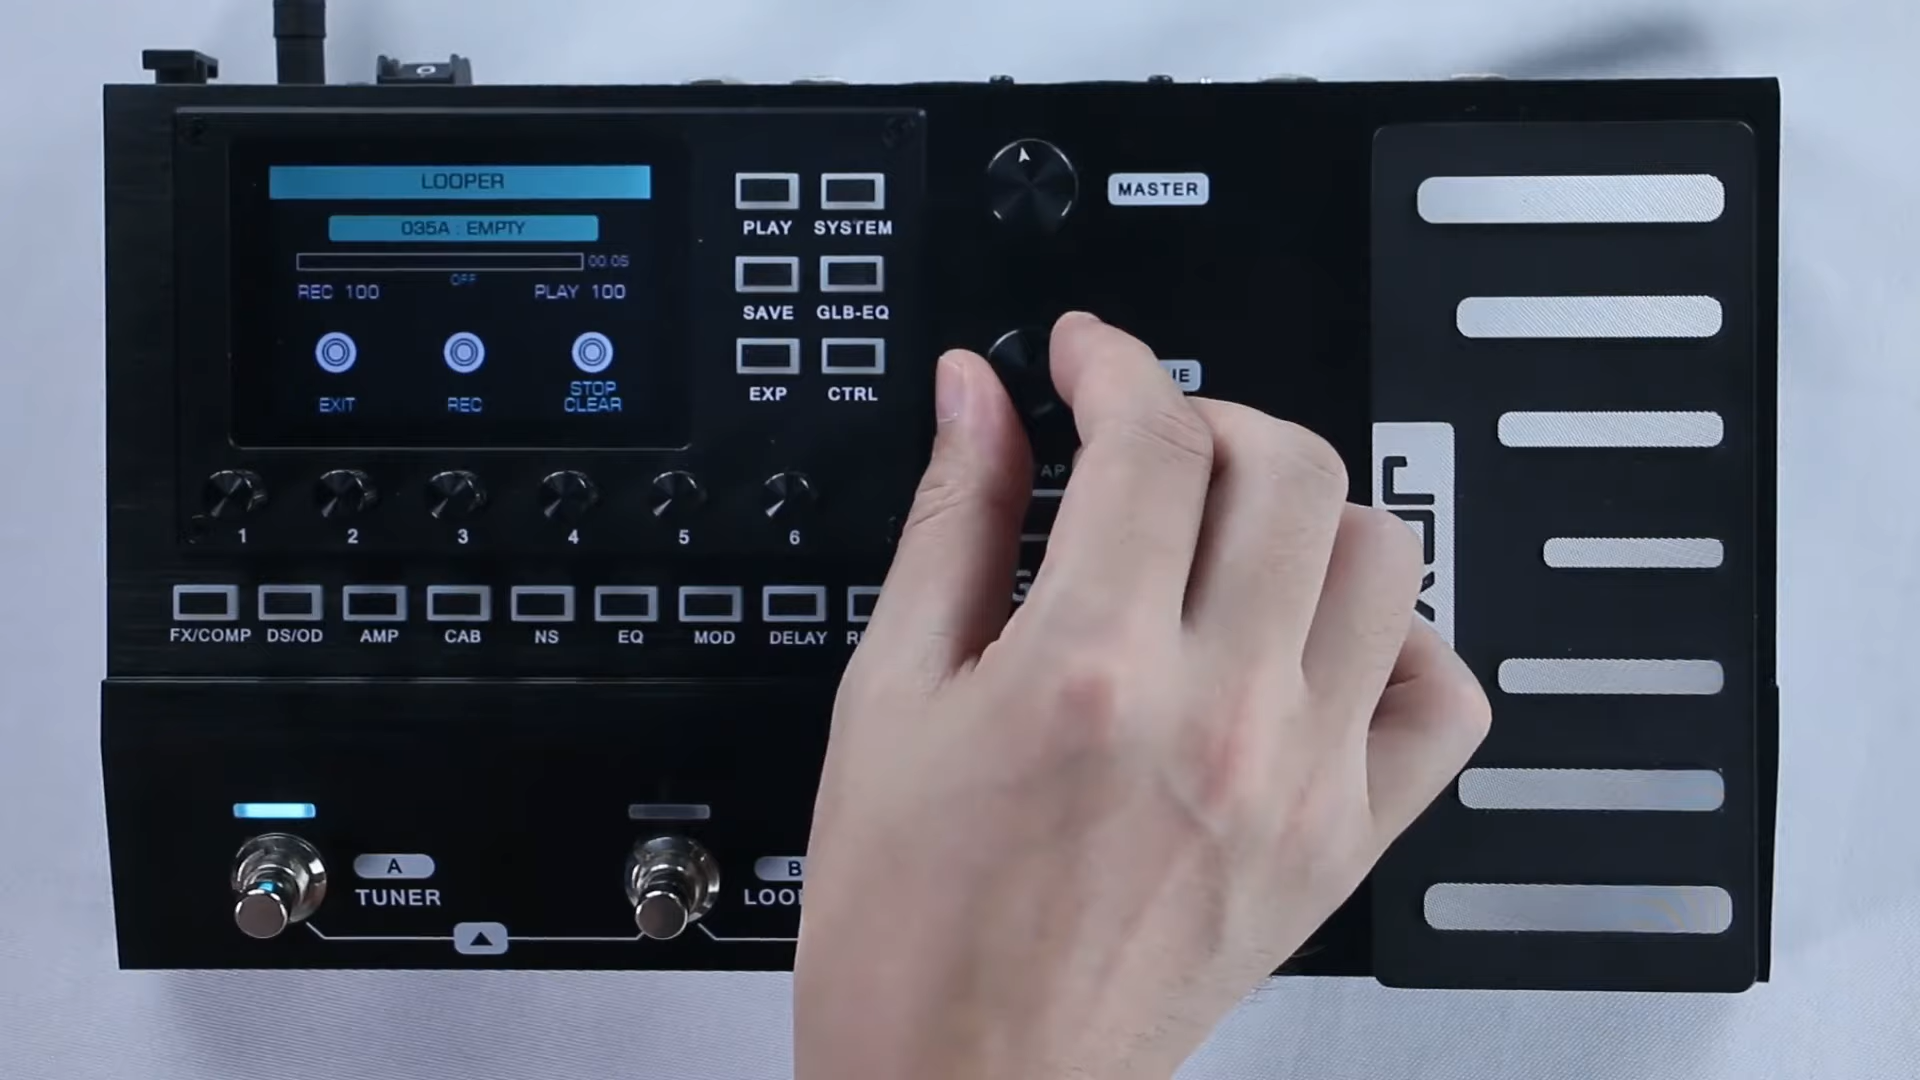 LOOPER
035A : EMPTY
00:05
OFF
REC 100
PLAY 100
EXIT
REC
STOP
CLEAR
PLAY
SYSTEM
SAVE
GLB-EQ
EXP
CTRL
MASTER
1
2
3
4
5
6
FX/COMP
DS/OD
AMP
CAB
NS
EQ
MOD
DELAY
A
TUNER
B